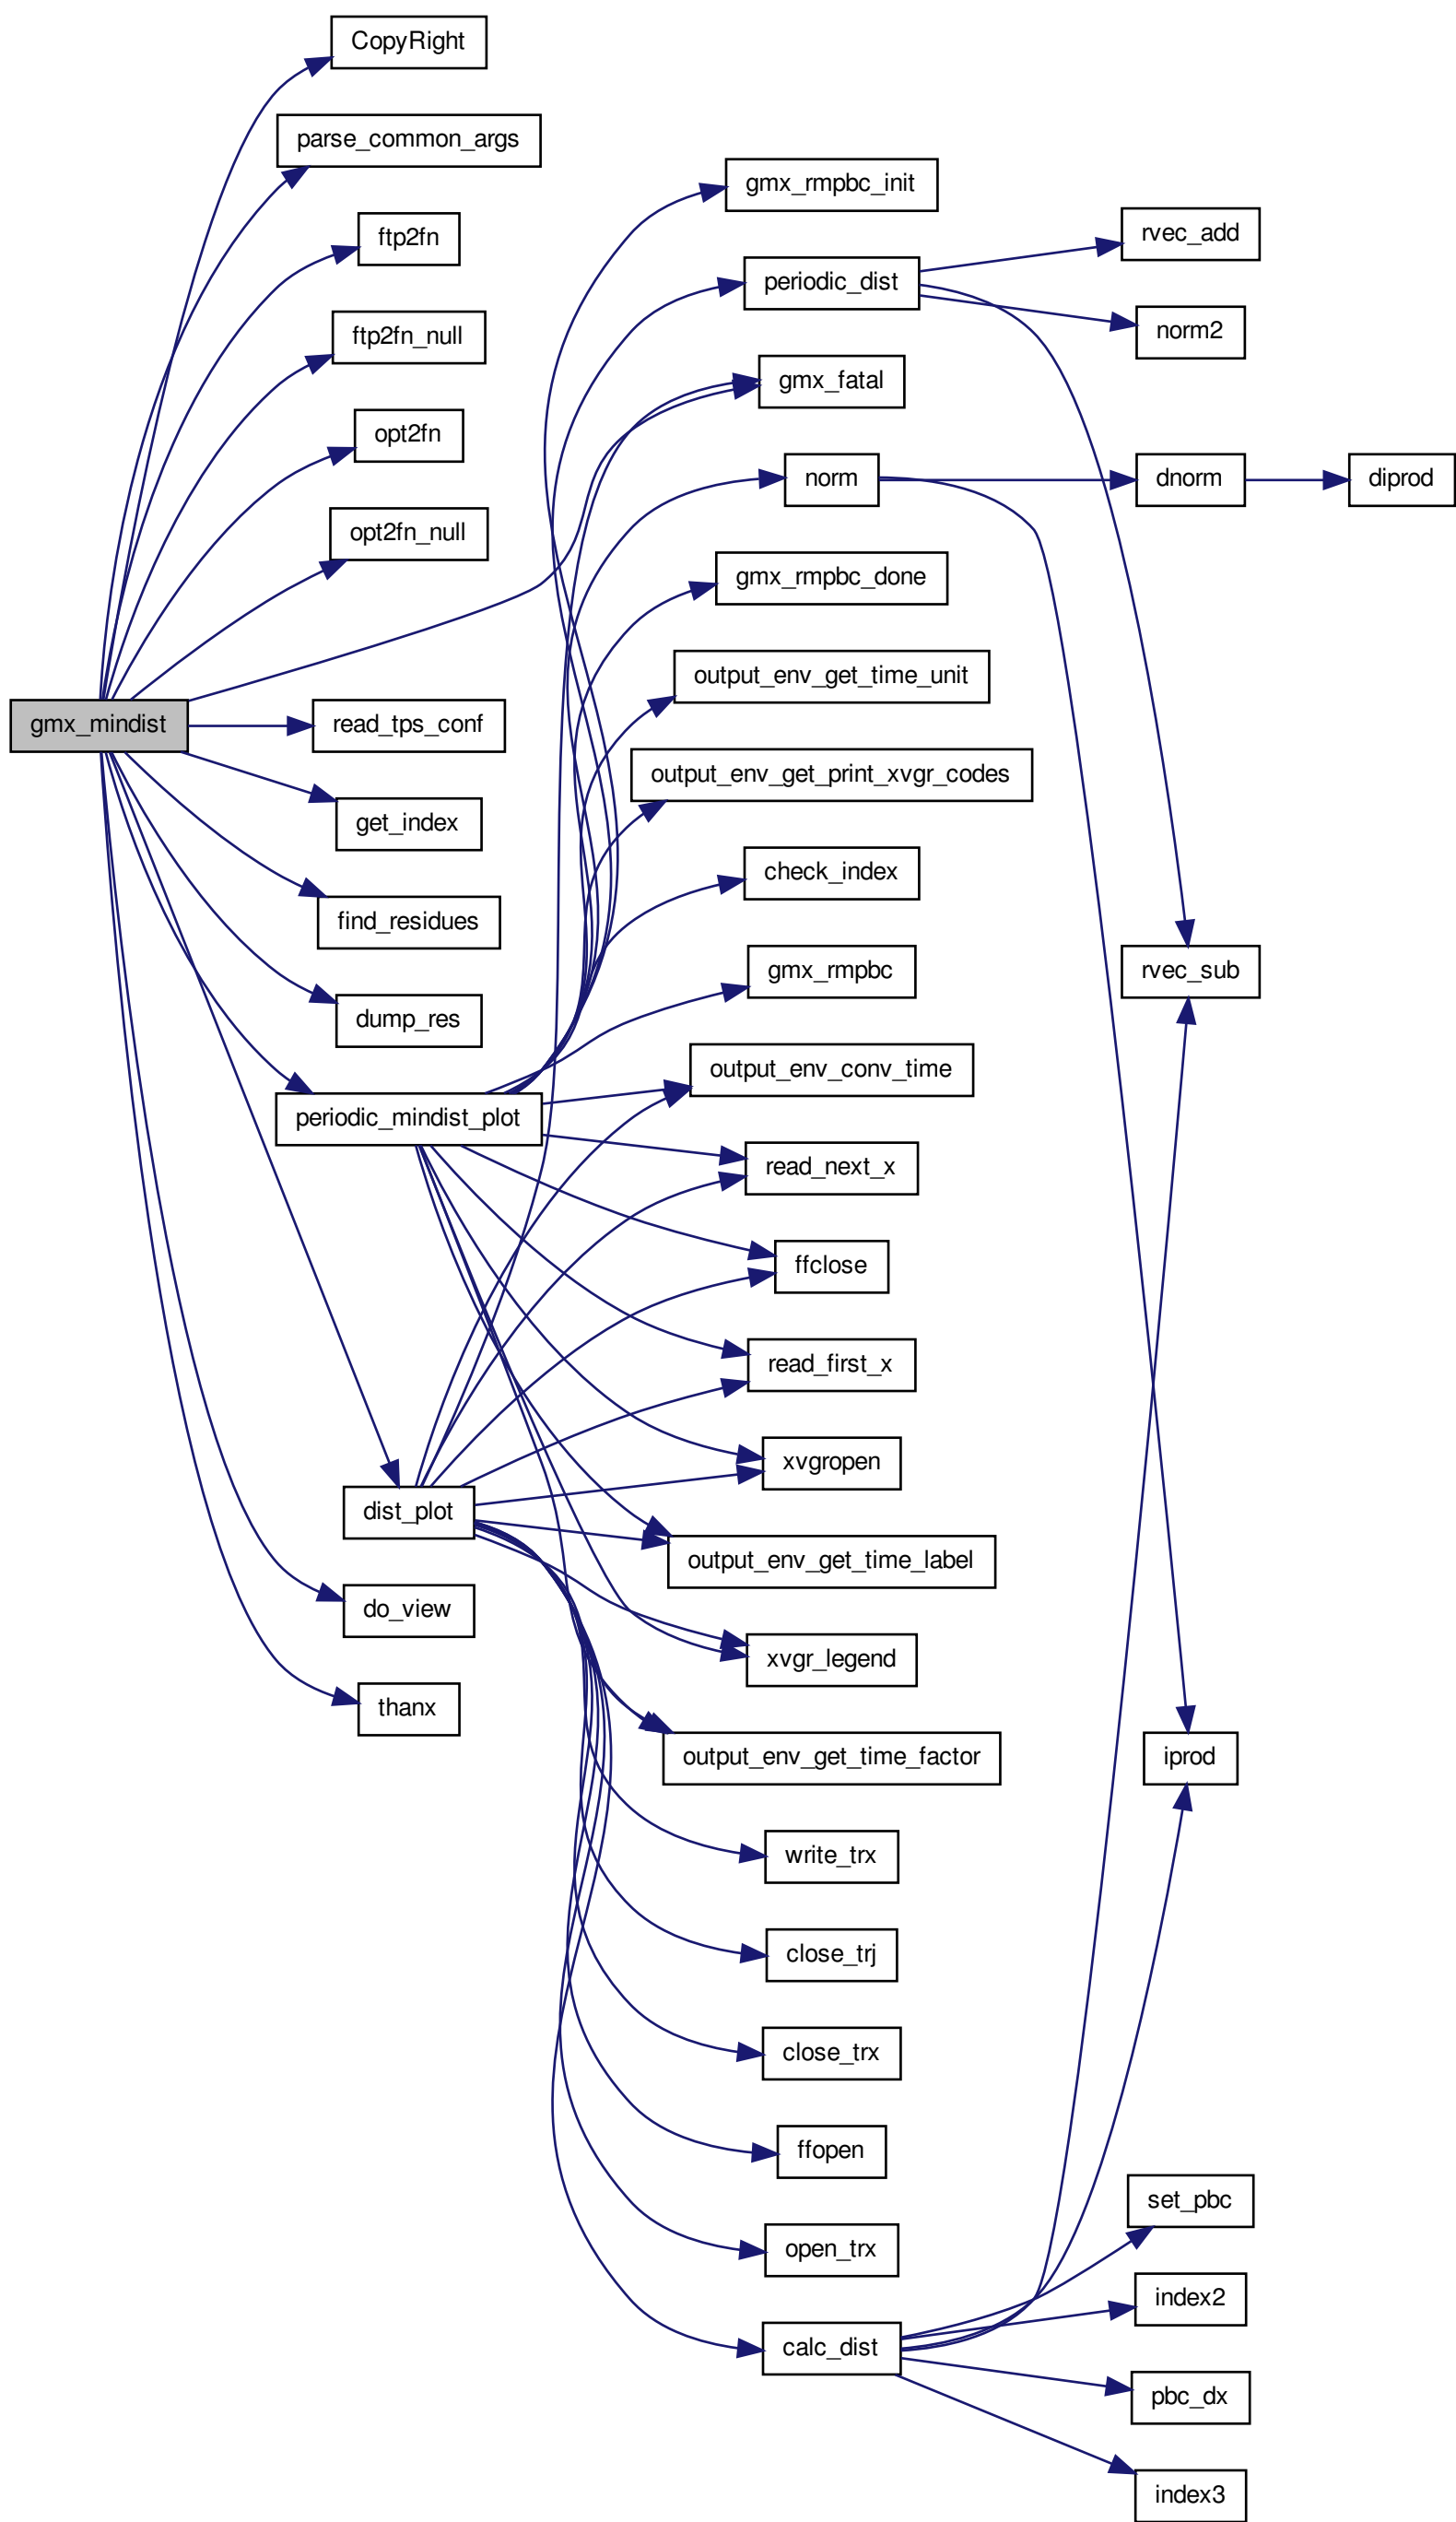 CopyRight
parse_common_args
gmx_rmpbc_init
rvec_add
ftp2fn
periodic_dist
norm2
ftp2fn_null
gmx_fatal
opt2fn
norm
dnorm
diprod
opt2fn_null
gmx_rmpbc_done
output_env_get_time_unit
gmx_mindist
read_tps_conf
output_env_get_print_xvgr_codes
get_index
check_index
find_residues
gmx_rmpbc
rvec_sub
dump_res
output_env_conv_time
periodic_mindist_plot
read_next_x
ffclose
read_first_x
xvgropen
dist_plot
output_env_get_time_label
do_view
xvgr_legend
thanx
output_env_get_time_factor
iprod
write_trx
close_trj
close_trx
ffopen
set_pbc
open_trx
index2
calc_dist
pbc_dx
index3